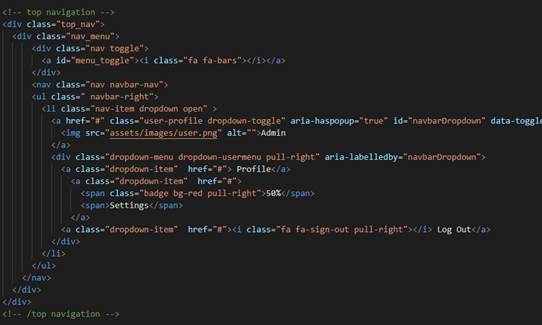 <!-- top navigation -->
<div class="top_nav">
<div class="nav_menu">
<div class="nav toggle">
<a id="menu_toggle"><i class="fa fa-bars"></i></a>
</div>
<nav class="nav navbar-nav">
<ul class=" navbar-right">
<li class="nav-item dropdown open" >
<a href="#" class="user-profile dropdown-toggle" aria-haspopup="true" id="navbarDropdown" data-toggle
<img src="assets/images/user.png" alt="">Admin
</a>
<div class="dropdown-menu dropdown-usermenu pull-right" aria-labelledby="navbarDropdown">
<a class="dropdown-item"  href="#"> Profile</a>
<a class="dropdown-item"  href="#">
<span class="badge bg-red pull-right">50%</span>
<span>Settings</span>
</a>
<a class="dropdown-item"  href="#"><i class="fa fa-sign-out pull-right"></i> Log Out</a>
</div>
</li>
</ul>
</nav>
</div>
</div>
<!-- /top navigation -->